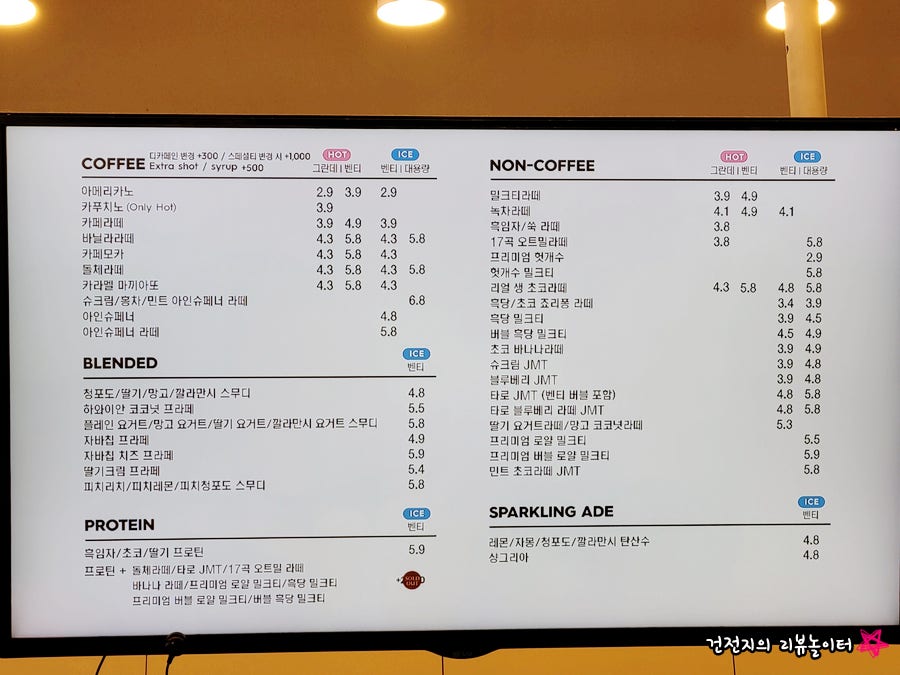 COFFEE 디카페인 변경 +300 / 스페셜티 변경 시 +1,000 HOT ICE
Extra shot / syrup +500 그란데 | 벤티 벤티 | 대용량
아메리카노 2.9 3.9 2.9
카푸치노 (Only Hot) 3.9
카페라떼 3.9 4.9 3.9
바닐라라떼 4.3 5.8 4.3 5.8
카페모카 4.3 5.8 4.3
돌체라떼 4.3 5.8 4.3 5.8
카라멜 마끼아또 4.3 5.8 4.3
슈크림/홍차/민트 아인슈페너 라떼 6.8
아인슈페너 4.8
아인슈페너 라떼 5.8
BLENDED ICE
벤티
청포도/딸기/망고/깔라만시 스무디 4.8
하와이안 코코넛 프라페 5.5
플레인 요거트/망고 요거트/딸기 요거트/깔라만시 요거트 스무디 5.8
자바칩 프라페 4.9
자바칩 치즈 프라페 5.9
딸기크림 프라페 5.4
피치리치/피치레몬/피치청포도 스무디 5.8
PROTEIN ICE
벤티
흑임자/초코/딸기 프로틴 5.9
프로틴 + 돌체라떼/타로 JMT/17곡 오트밀 라떼
바나나 라떼/프리미엄 로얄 밀크티/흑당 밀크티 SOLD OUT
프리미엄 버블 로얄 밀크티/버블 흑당 밀크티
NON-COFFEE HOT ICE
그란데 | 벤티 벤티 | 대용량
밀크티라떼 3.9 4.9
녹차라떼 4.1 4.9 4.1
흑임자/쑥 라떼 3.8
17곡 오트밀라떼 3.8 5.8
프리미엄 헛개수 2.9
헛개수 밀크티 5.8
리얼 생 초코라떼 4.3 5.8 4.8 5.8
흑당/초코 죠리퐁 라떼 3.4 3.9
흑당 밀크티 3.9 4.5
버블 흑당 밀크티 4.5 4.9
초코 바나나라떼 3.9 4.9
슈크림 JMT 3.9 4.8
블루베리 JMT 3.9 4.8
타로 JMT (벤티 버블 포함) 4.8 5.8
타로 블루베리 라떼 JMT 4.8 5.8
딸기 요거트라떼/망고 코코넛라떼 5.3
프리미엄 로얄 밀크티 5.5
프리미엄 버블 로얄 밀크티 5.9
민트 초코라떼 JMT 5.8
SPARKLING ADE ICE
벤티
레몬/자몽/청포도/깔라만시 탄산수 4.8
싱그리아 4.8
건전지의 리뷰놀이터